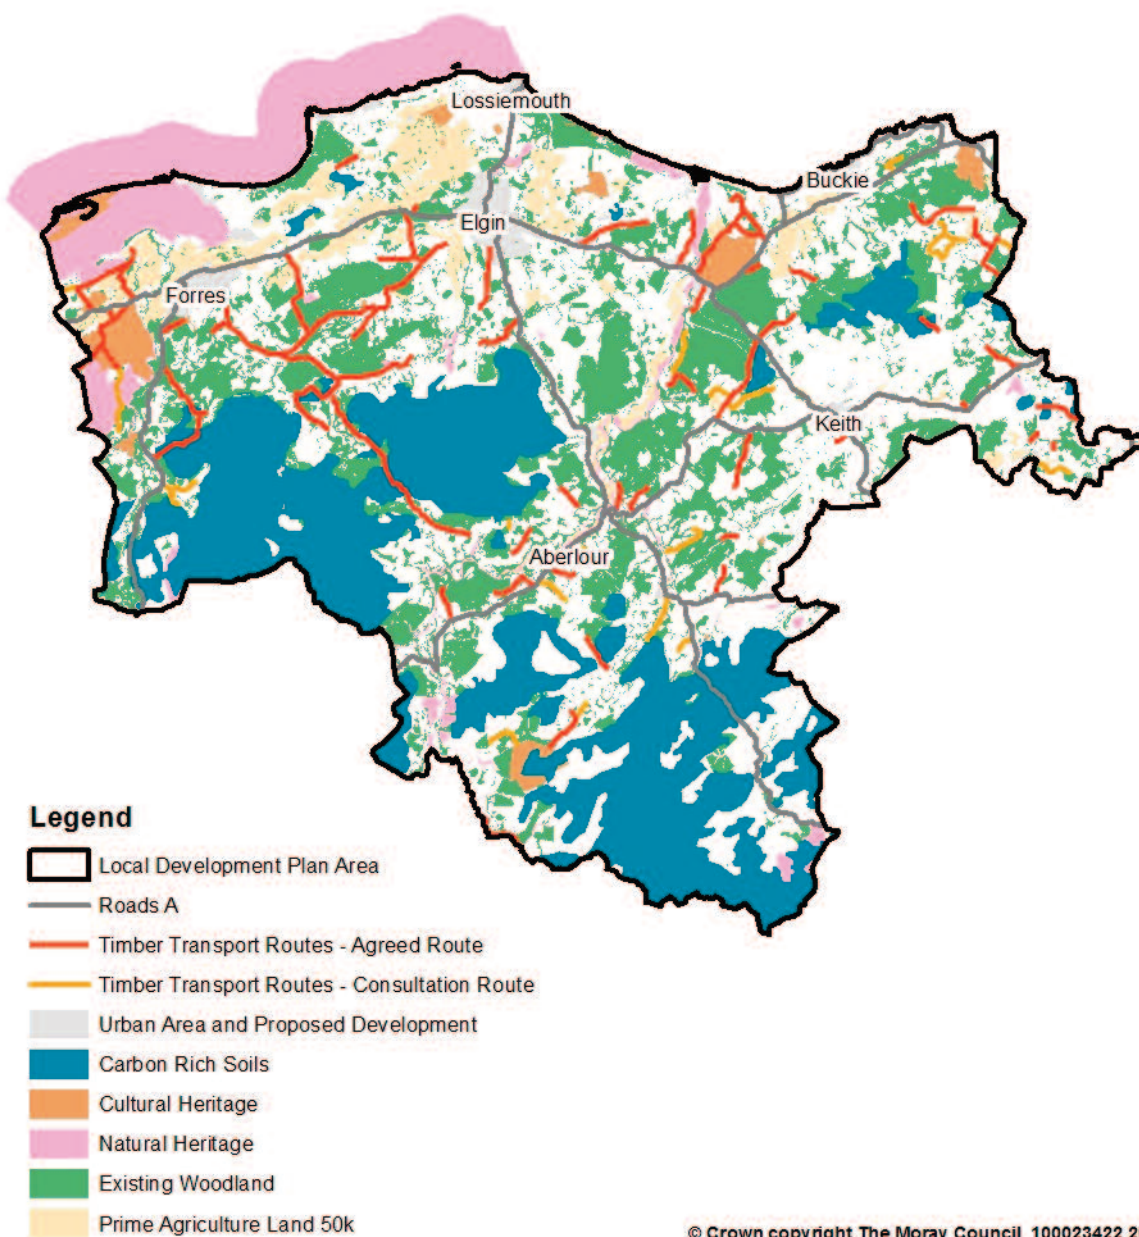 Lossiemouth
Buckie
Elgin
Forres
Keith
Aberlour
Legend
Local Development Plan Area
Roads A
Timber Transport Routes - Agreed Route
Timber Transport Routes - Consultation Route
Urban Area and Proposed Development
Carbon Rich Soils
Cultural Heritage
Natural Heritage
Existing Woodland
Prime Agriculture Land 50k
© Crown copyright The Moray Council 100023422 2